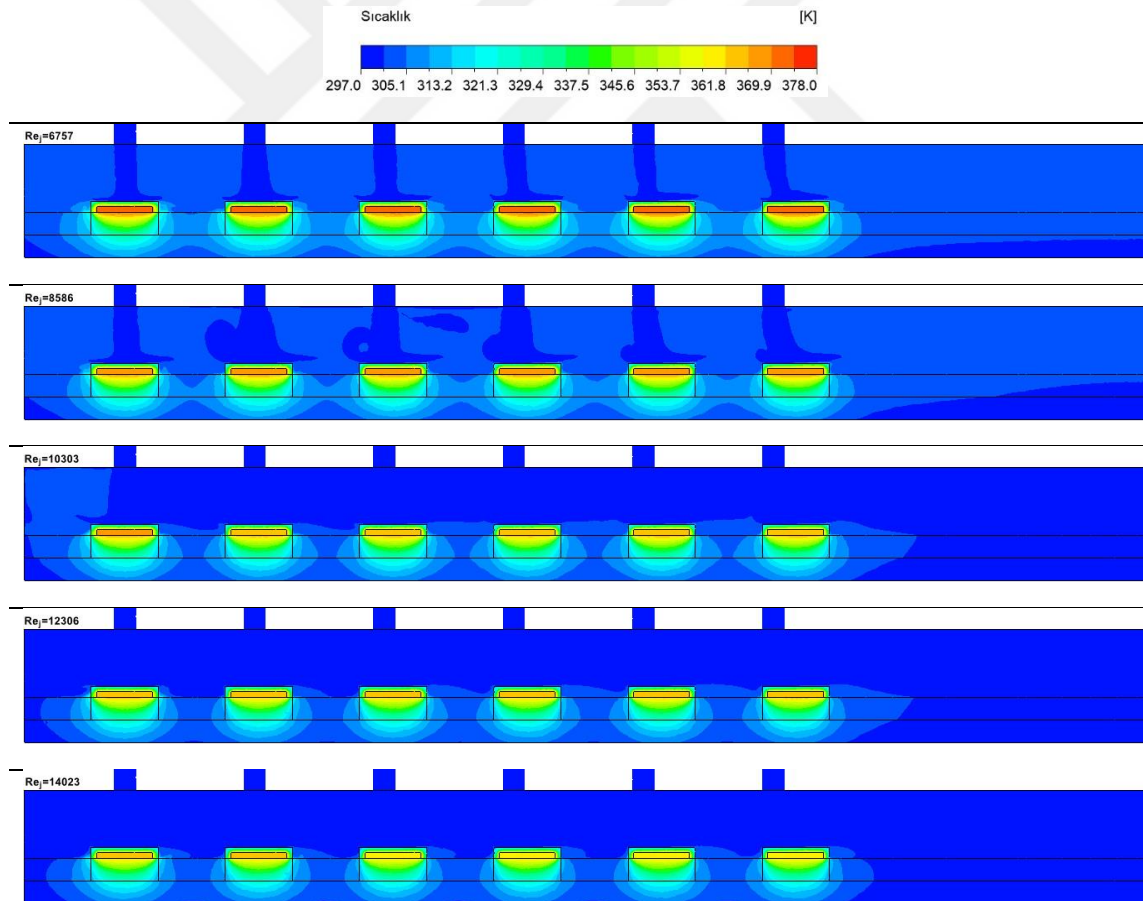 Sıcaklık [K]
297.0 305.1 313.2 321.3 329.4 337.5 345.6 353.7 361.8 369.9 378.0
Rej=6757
Rej=8586
Rej=10303
Rej=12306
Rej=14023